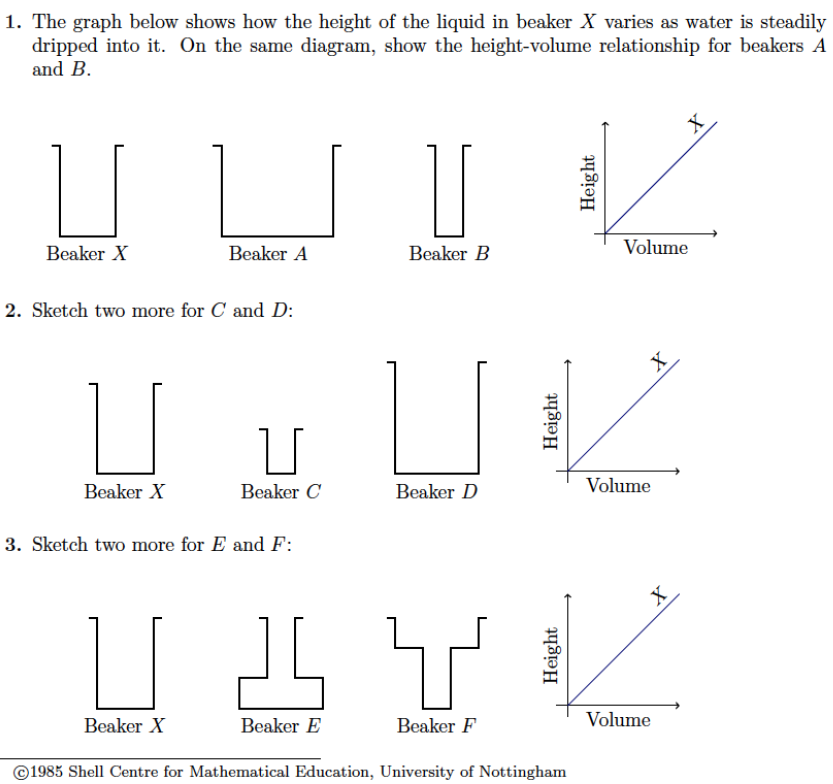 1. The graph below shows how the height of the liquid in beaker X varies as water is steadily
dripped into it. On the same diagram, show the height-volume relationship for beakers A
and B.
X
Height
Volume
Beaker X Beaker A Beaker B
2. Sketch two more for C and D:
X
Height
Volume
Beaker X Beaker C Beaker D
3. Sketch two more for E and F:
X
Height
Volume
Beaker X Beaker E Beaker F
©1985 Shell Centre for Mathematical Education, University of Nottingham